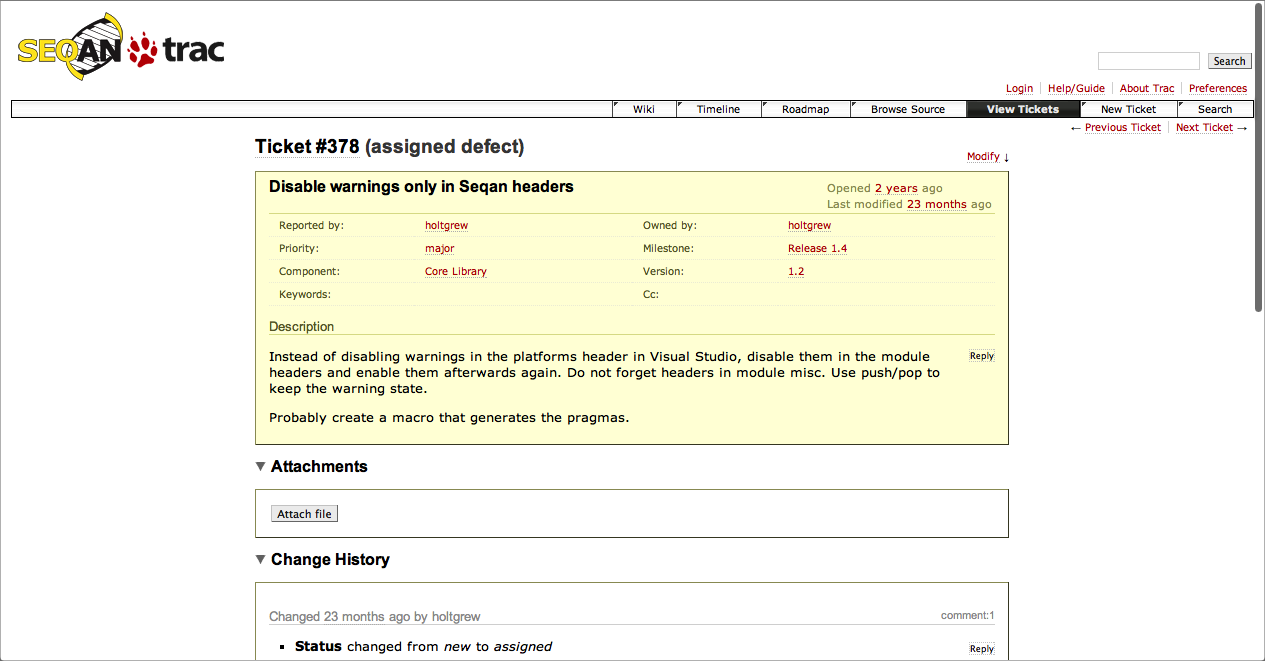 SEQAN trac
Search
Login Help/Guide About Trac Preferences
Wiki Timeline Roadmap Browse Source View Tickets New Ticket Search
← Previous Ticket Next Ticket →
Ticket #378 (assigned defect)
Modify ↓
Disable warnings only in Seqan headers
Opened 2 years ago
Last modified 23 months ago
Reported by: holtgrew Owned by: holtgrew
Priority: major Milestone: Release 1.4
Component: Core Library Version: 1.2
Keywords: Cc:
Description
Reply
Instead of disabling warnings in the platforms header in Visual Studio, disable them in the module
headers and enable them afterwards again. Do not forget headers in module misc. Use push/pop to
keep the warning state.
Probably create a macro that generates the pragmas.
Attachments
Attach file
Change History
Changed 23 months ago by holtgrew comment:1
Status changed from new to assigned
Reply